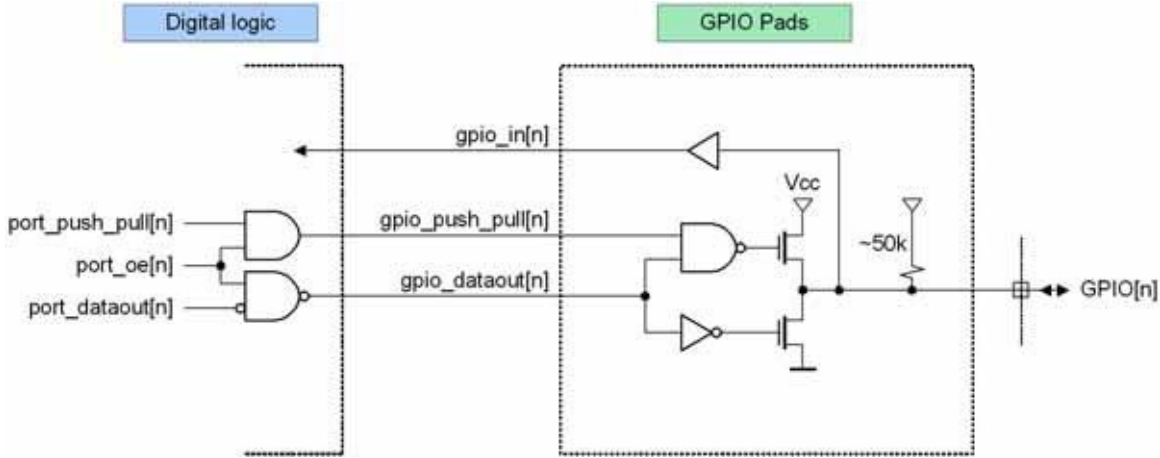 Digital logic
GPIO Pads
gpio_in[n]
Vcc
port_push_pull[n]
gpio_push_pull[n]
~50k
port_oe[n]
gpio_dataout[n]
GPIO[n]
port_dataout[n]